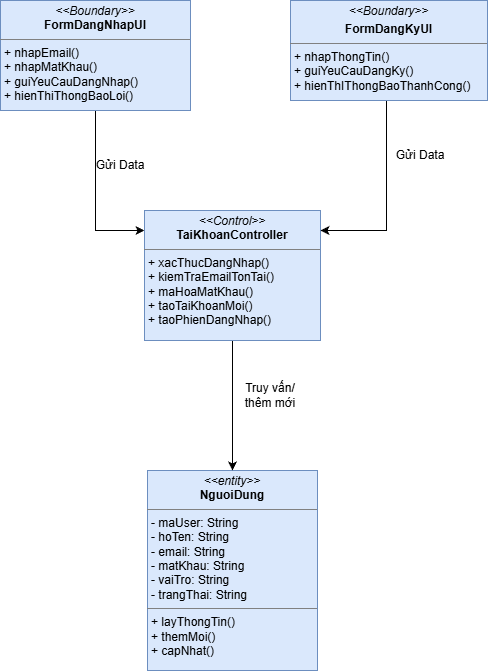 <<Boundary>>
FormDangNhapUI
+ nhapEmail()
+ nhapMatKhau()
+ guiYeuCauDangNhap()
+ hienThiThongBaoLoi()
<<Boundary>>
FormDangKyUI
+ nhapThongTin()
+ guiYeuCauDangKy()
+ hienThIThongBaoThanhCong()
Gửi Data
Gửi Data
<<Control>>
TaiKhoanController
+ xacThucDangNhap()
+ kiemTraEmailTonTai()
+ maHoaMatKhau()
+ taoTaiKhoanMoi()
+ taoPhienDangNhap()
Truy vấn/
thêm mới
<<entity>>
NguoiDung
- maUser: String
- hoTen: String
- email: String
- matKhau: String
- vaiTro: String
- trangThai: String
+ layThongTin()
+ themMoi()
+ capNhat()